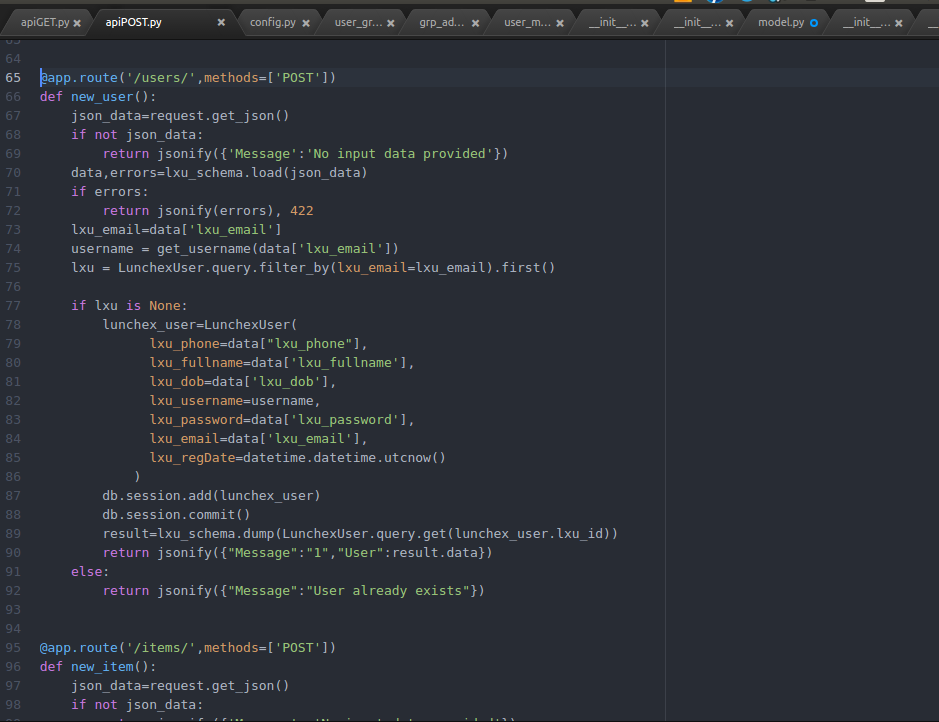 apiGET.py
apiPOST.py
config.py
user_gr...
grp_ad...
user_m...
__init__...
__init__...
model.py
__init__...
63
64
65 @app.route('/users/',methods=['POST'])
66 def new_user():
67     json_data=request.get_json()
68     if not json_data:
69         return jsonify({'Message':'No input data provided'})
70     data,errors=lxu_schema.load(json_data)
71     if errors:
72         return jsonify(errors), 422
73     lxu_email=data['lxu_email']
74     username = get_username(data['lxu_email'])
75     lxu = LunchexUser.query.filter_by(lxu_email=lxu_email).first()
76
77     if lxu is None:
78         lunchex_user=LunchexUser(
79               lxu_phone=data["lxu_phone"],
80               lxu_fullname=data['lxu_fullname'],
81               lxu_dob=data['lxu_dob'],
82               lxu_username=username,
83               lxu_password=data['lxu_password'],
84               lxu_email=data['lxu_email'],
85               lxu_regDate=datetime.datetime.utcnow()
86             )
87         db.session.add(lunchex_user)
88         db.session.commit()
89         result=lxu_schema.dump(LunchexUser.query.get(lunchex_user.lxu_id))
90         return jsonify({"Message":"1","User":result.data})
91     else:
92         return jsonify({"Message":"User already exists"})
93
94
95 @app.route('/items/',methods=['POST'])
96 def new_item():
97     json_data=request.get_json()
98     if not json_data: